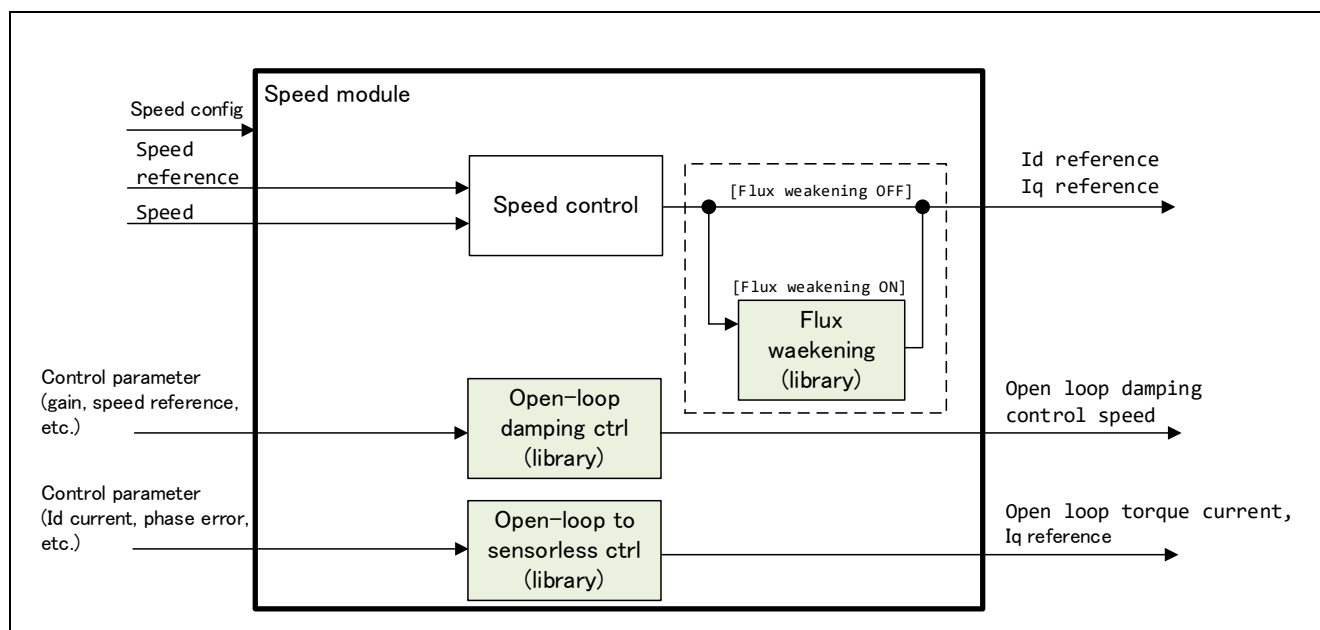 Speed module
Speed config
Speed
reference
Speed
Speed control
[Flux weakening OFF]
Id reference
Iq reference
[Flux weakening ON]
Flux
waekening
(library)
Control parameter
(gain, speed reference,
etc.)
Open-loop
damping ctrl
(library)
Open loop damping
control speed
Control parameter
(Id current, phase error,
etc.)
Open-loop to
sensorless ctrl
(library)
Open loop torque current,
Iq reference